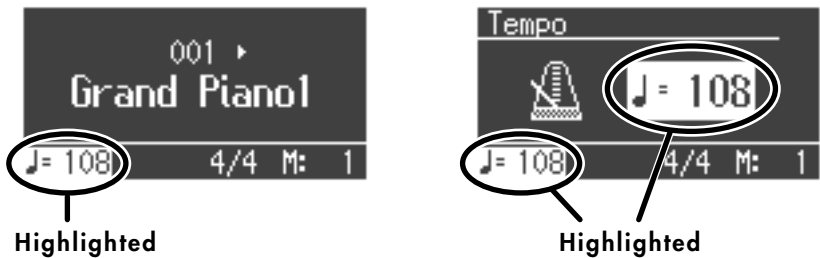 001 ▸
Grand Piano1
♩= 108 4/4 M: 1
Highlighted
Tempo
♩= 108
♩= 108 4/4 M: 1
Highlighted